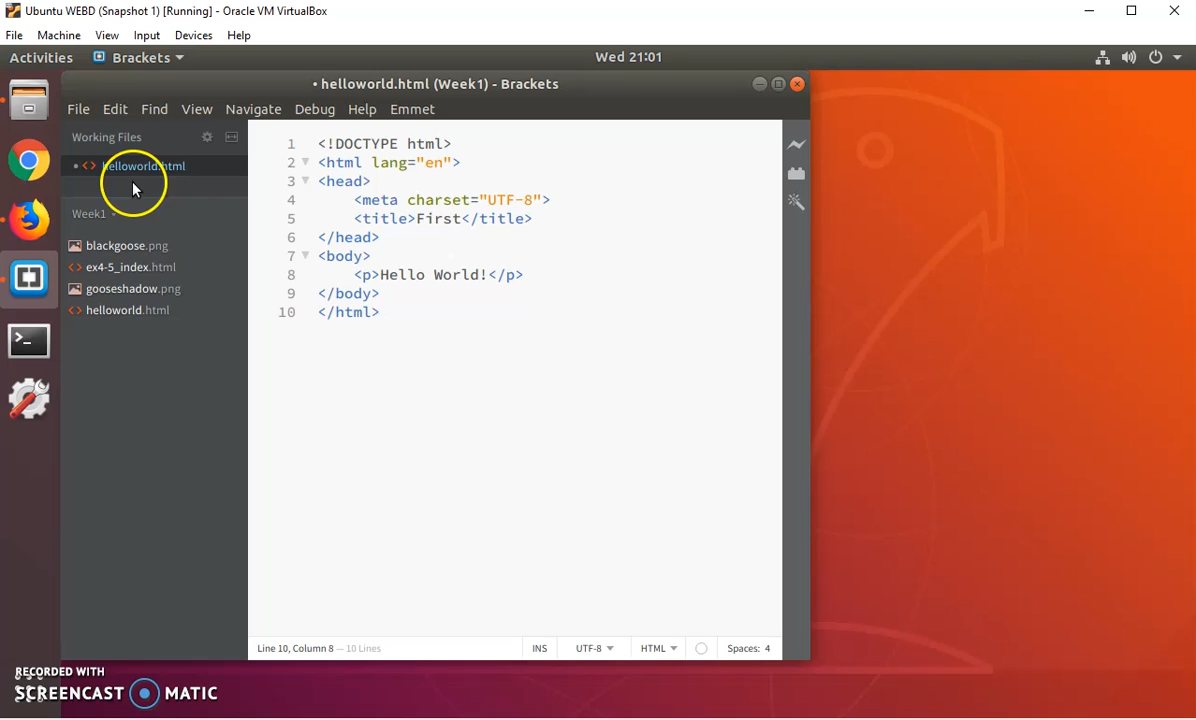 Ubuntu WEBD (Snapshot 1) [Running] - Oracle VM VirtualBox
File Machine View Input Devices Help
Activities Brackets Wed 21:01
• helloworld.html (Week1) - Brackets
File Edit Find View Navigate Debug Help Emmet
Working Files
• <> helloworld.html
Week1
blackgoose.png
<> ex4-5_index.html
gooseshadow.png
<> helloworld.html
1 <!DOCTYPE html>
2 <html lang="en">
3 <head>
4 <meta charset="UTF-8">
5 <title>First</title>
6 </head>
7 <body>
8 <p>Hello World!</p>
9 </body>
10 </html>
Line 10, Column 8 — 10 Lines INS UTF-8 HTML Spaces: 4
RECORDED WITH
SCREENCAST MATIC